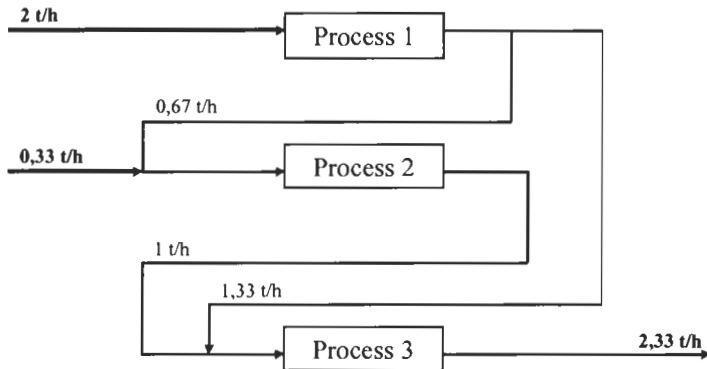 2 t/h
Process 1
0,67 t/h
0,33 t/h
Process 2
1 t/h
1,33 t/h
Process 3
2,33 t/h